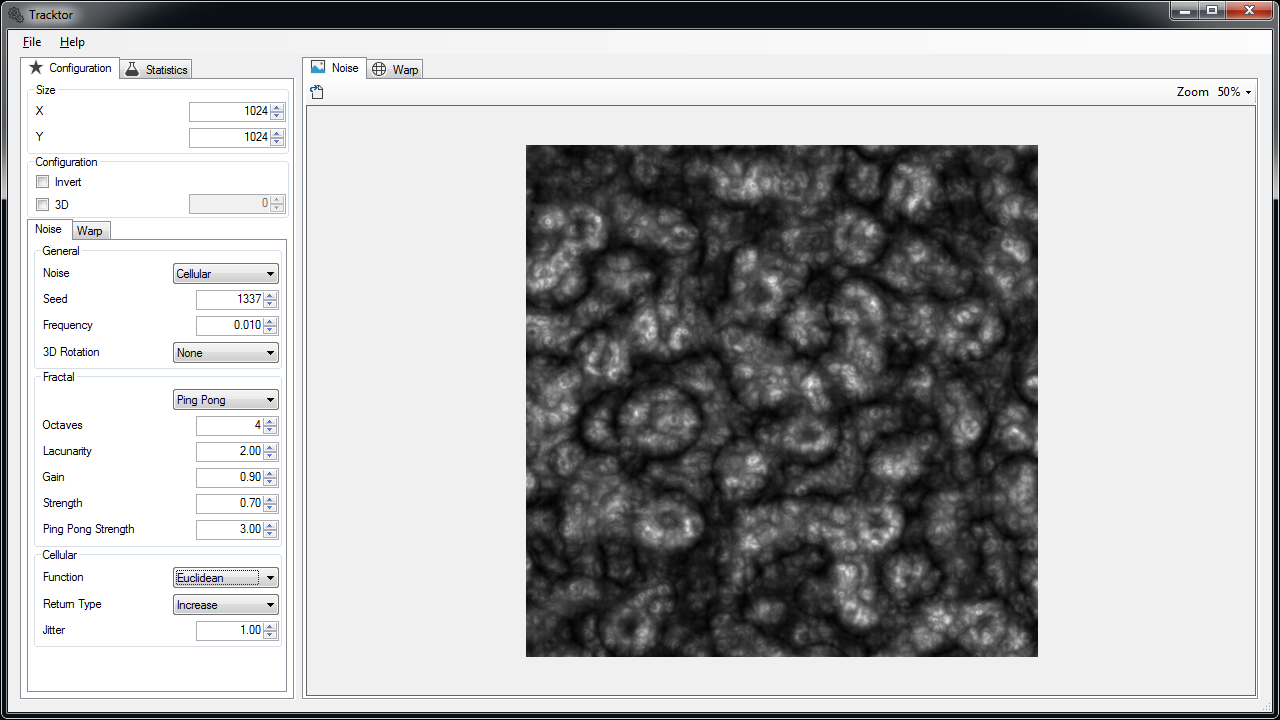 Tracktor
File Help
Configuration Statistics
Size
X 1024
Y 1024
Configuration
Invert
3D 0
Noise Warp
General
Noise Cellular
Seed 1337
Frequency 0.010
3D Rotation None
Fractal
Ping Pong
Octaves 4
Lacunarity 2.00
Gain 0.90
Strength 0.70
Ping Pong Strength 3.00
Cellular
Function Euclidean
Return Type Increase
Jitter 1.00
Noise Warp
Zoom 50%